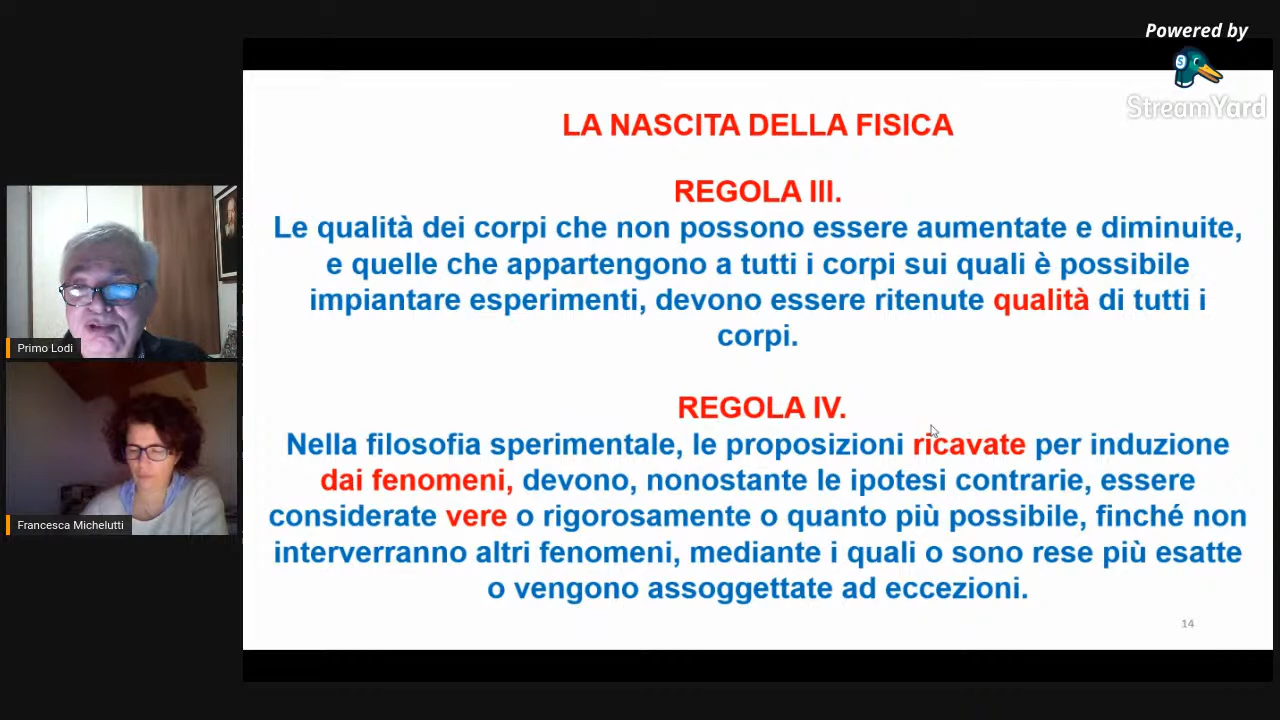 Powered by
StreamYard
LA NASCITA DELLA FISICA
REGOLA III.
Le qualità dei corpi che non possono essere aumentate e diminuite,
e quelle che appartengono a tutti i corpi sui quali è possibile
impiantare esperimenti, devono essere ritenute qualità di tutti i
corpi.
REGOLA IV.
Nella filosofia sperimentale, le proposizioni ricavate per induzione
dai fenomeni, devono, nonostante le ipotesi contrarie, essere
considerate vere o rigorosamente o quanto più possibile, finché non
interverranno altri fenomeni, mediante i quali o sono rese più esatte
o vengono assoggettate ad eccezioni.
14
Primo Lodi
Francesca Michelutti